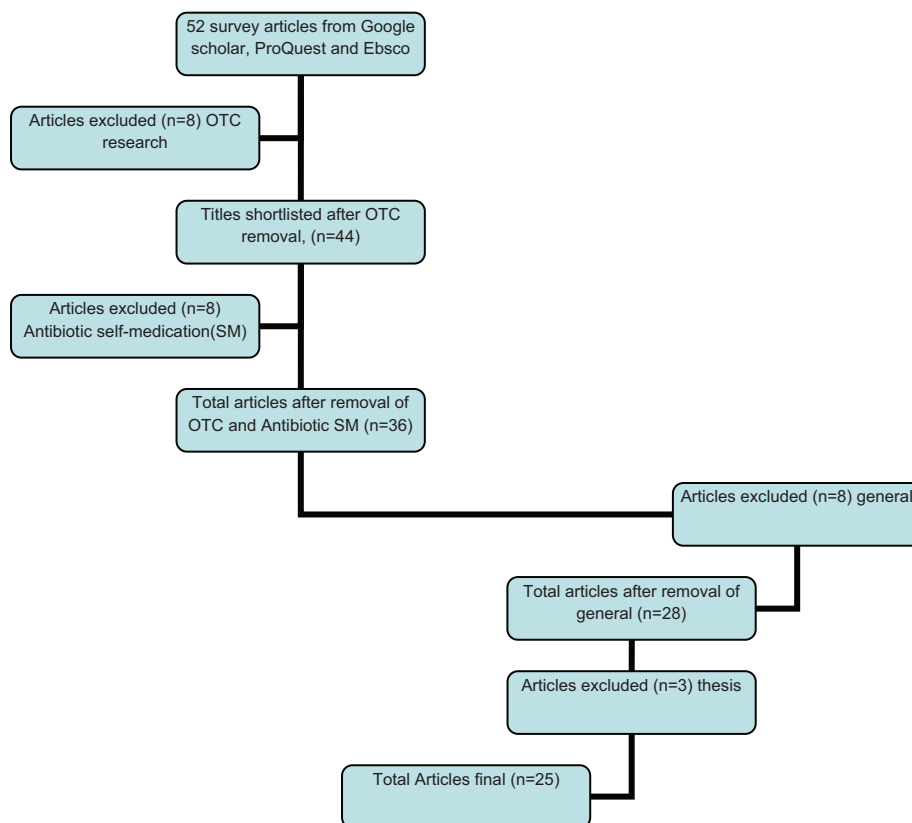 52 survey articles from Google
scholar, ProQuest and Ebsco
Articles excluded (n=8) OTC
research
Titles shortlisted after OTC
removal, (n=44)
Articles excluded (n=8)
Antibiotic self-medication(SM)
Total articles after removal of
OTC and Antibiotic SM (n=36)
Articles excluded (n=8) general
Total articles after removal of
general (n=28)
Articles excluded (n=3) thesis
Total Articles final (n=25)